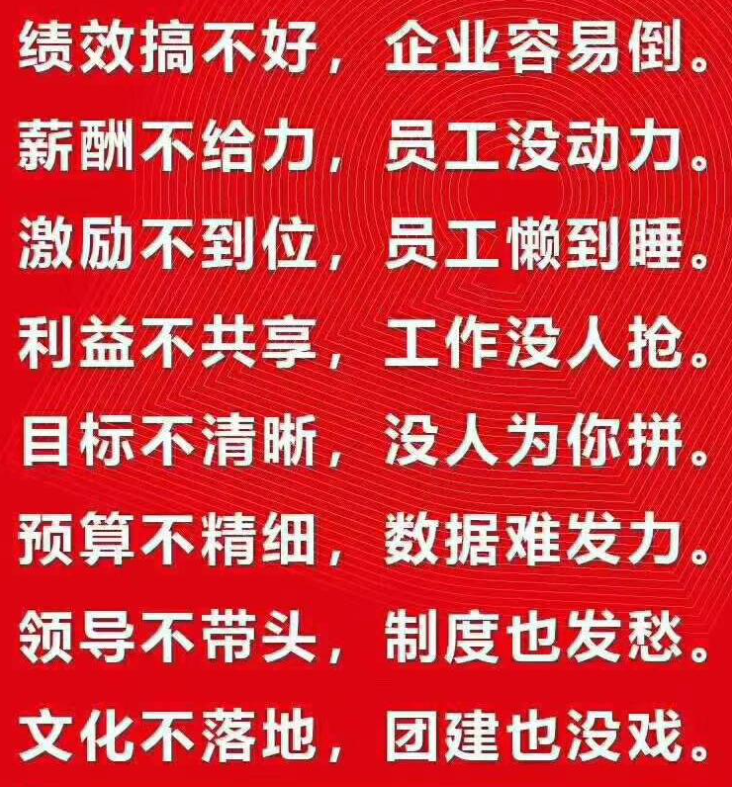 绩效搞不好，企业容易倒。
薪酬不给力，员工没动力。
激励不到位，员工懒到睡。
利益不共享，工作没人抢。
目标不清晰，没人为你拼。
预算不精细，数据难发力。
领导不带头，制度也发愁。
文化不落地，团建也没戏。